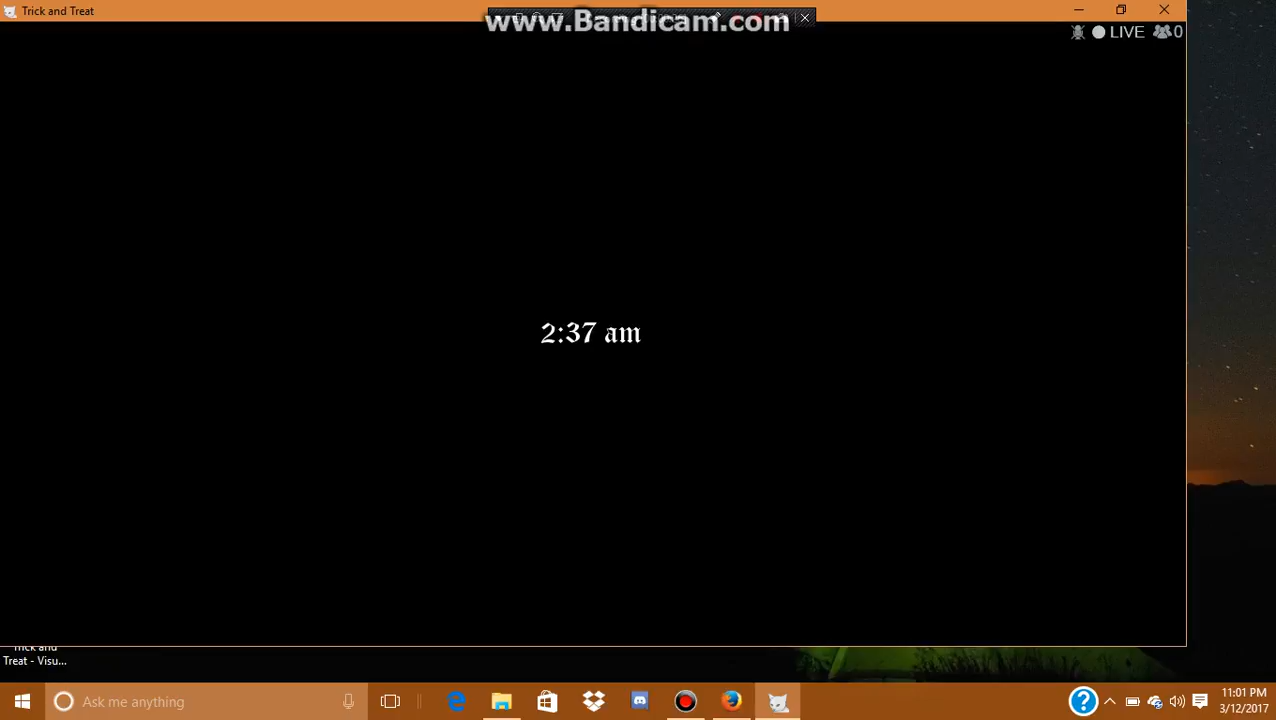 Trick and Treat
www.Bandicam.com
LIVE 0
2:37 am
Treat - Visu...
Ask me anything
11:01 PM
3/12/2017